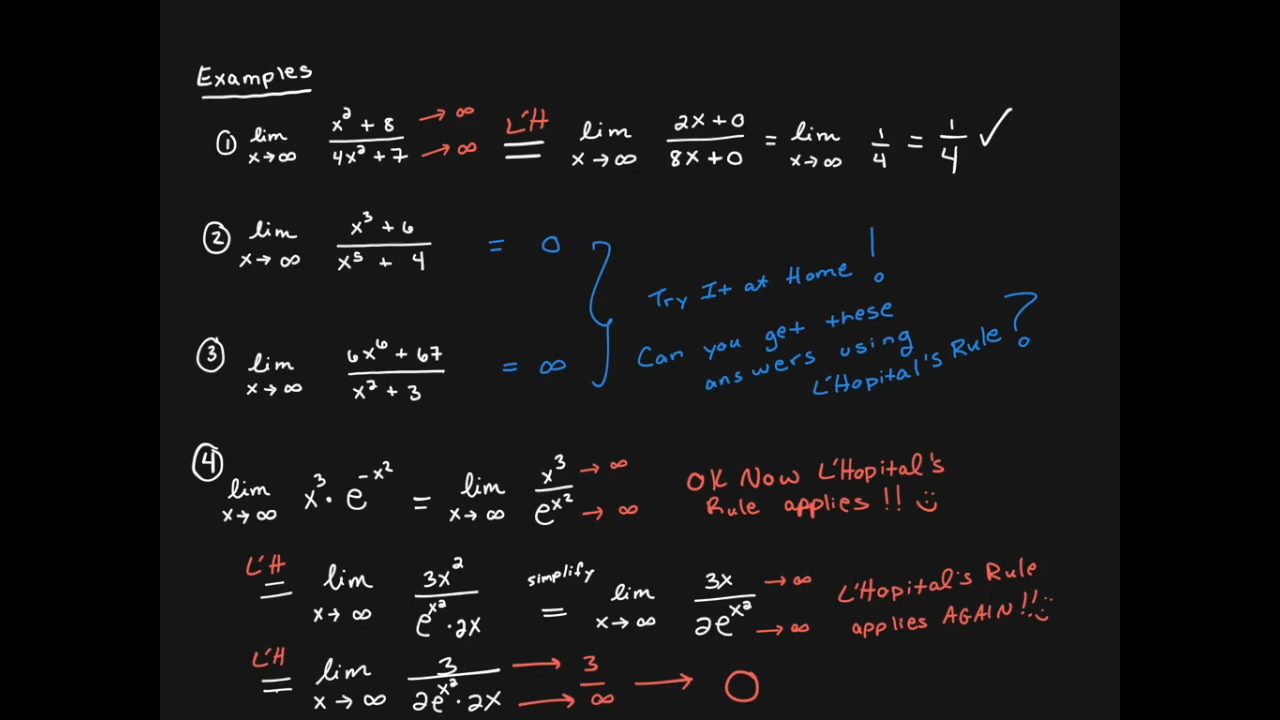 Examples
① lim x→∞ (x² + 8)/(4x² + 7) → ∞ → ∞ L'H = lim x→∞ (2x + 0)/(8x + 0) = lim x→∞ 1/4 = 1/4 ✓
② lim x→∞ (x³ + 6)/(x⁵ + 4) = 0
Try It at Home!
③ lim x→∞ (6x⁶ + 67)/(x² + 3) = ∞
Can you get these
answers using
L'Hopital's Rule?
④ lim x→∞ x³ · e^(-x²) = lim x→∞ x³/e^(x²) → ∞ → ∞
OK Now L'Hopital's
Rule applies!! :)
L'H = lim x→∞ 3x²/(e^(x²) · 2x) simplify = lim x→∞ 3x/(2e^(x²)) → ∞ → ∞
L'Hopital's Rule
applies AGAIN!! :)
L'H = lim x→∞ 3/(2e^(x²) · 2x) → 3/∞ → 0